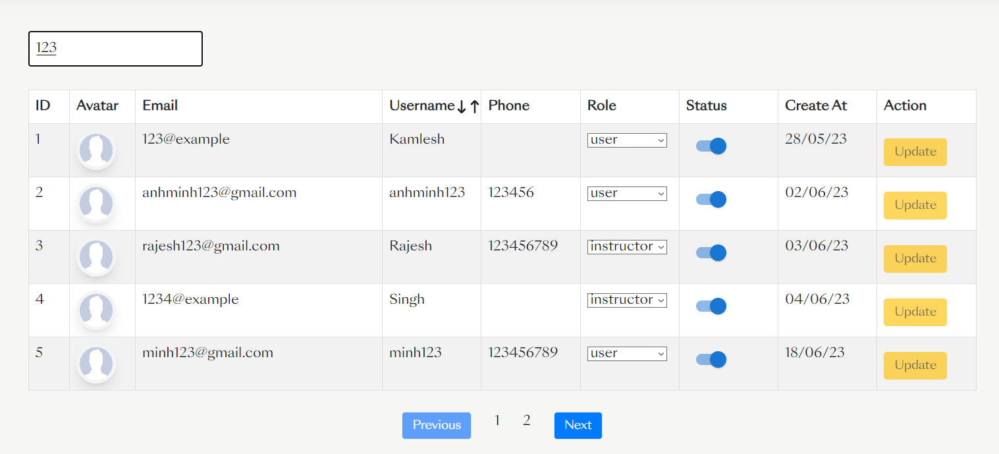 123
ID Avatar Email Username Phone Role Status Create At Action
1 123@example Kamlesh user 28/05/23 Update
2 anhminh123@gmail.com anhminh123 123456 user 02/06/23 Update
3 rajesh123@gmail.com Rajesh 123456789 instructor 03/06/23 Update
4 1234@example Singh instructor 04/06/23 Update
5 minh123@gmail.com minh123 123456789 user 18/06/23 Update
Previous 1 2 Next